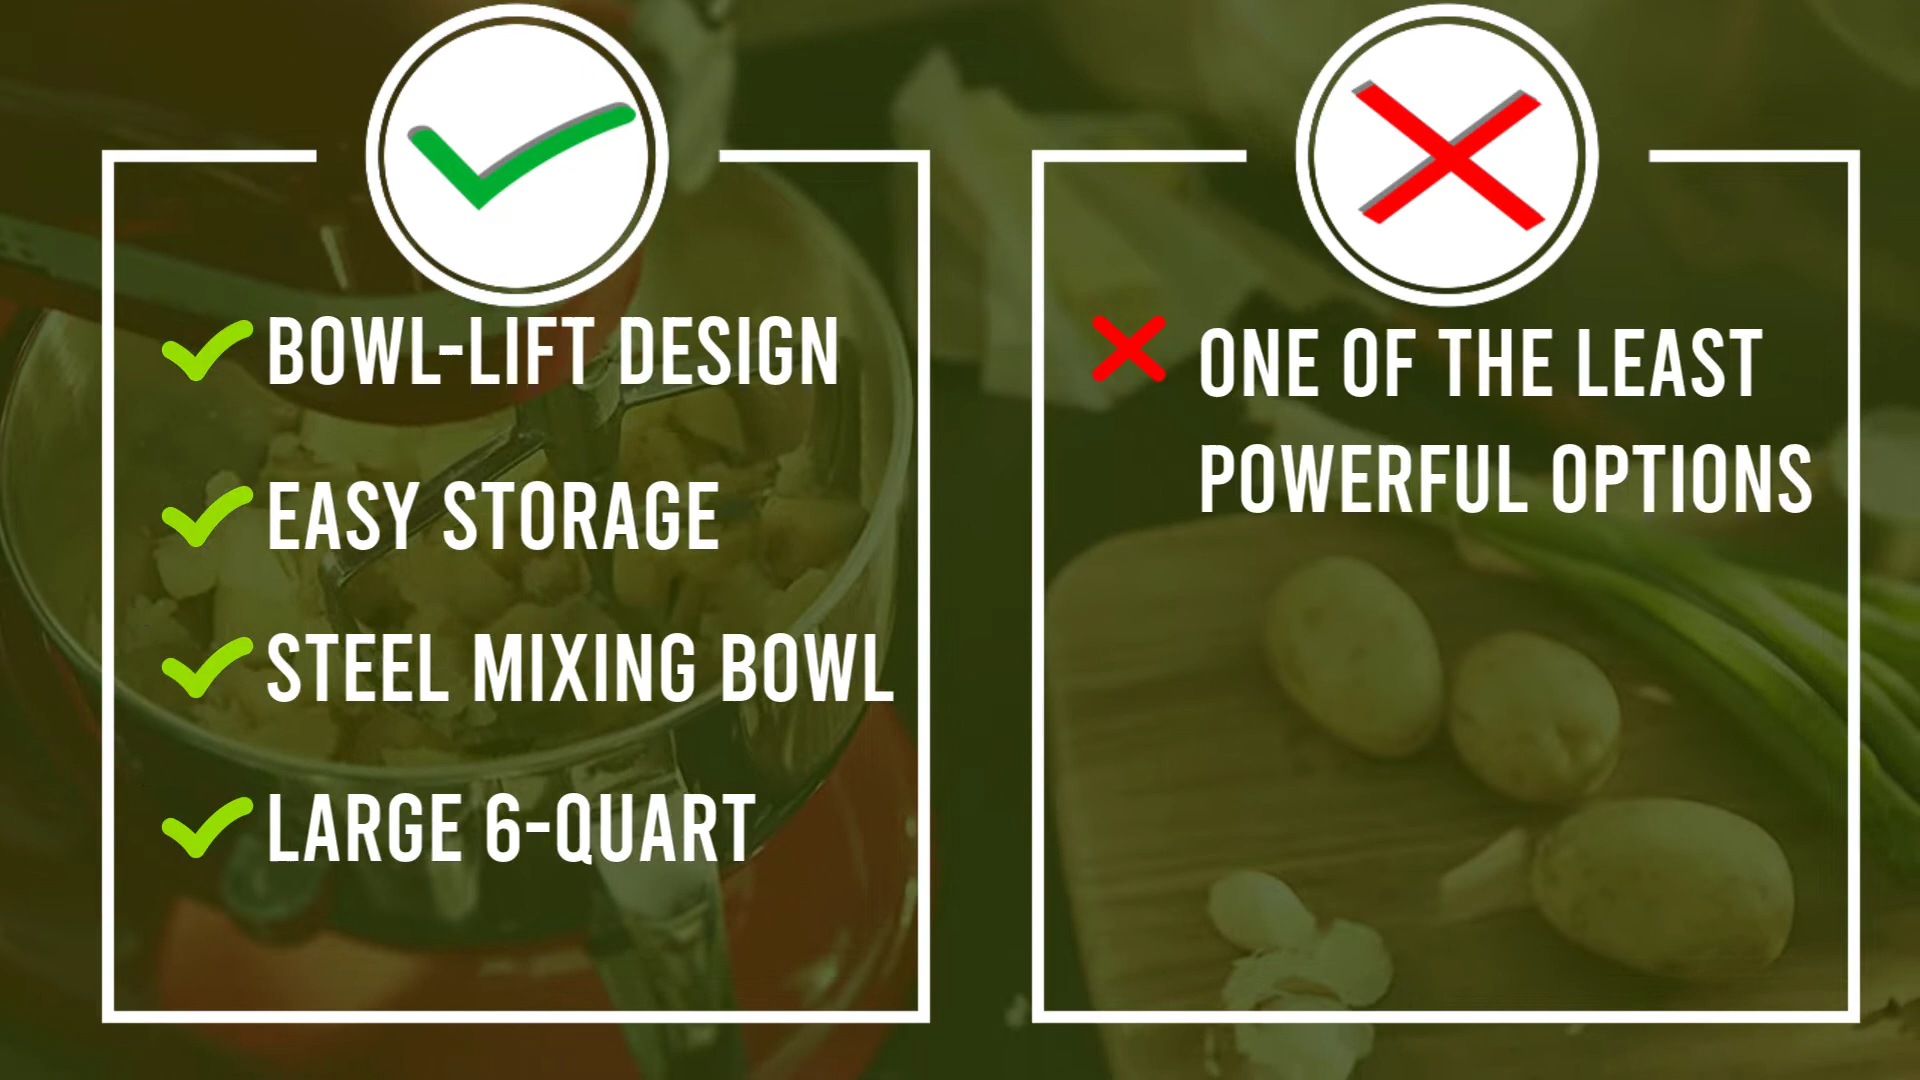 BOWL-LIFT DESIGN
EASY STORAGE
STEEL MIXING BOWL
LARGE 6-QUART
ONE OF THE LEAST
POWERFUL OPTIONS